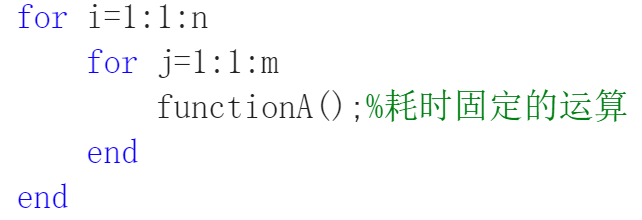 for i=1:1:n
    for j=1:1:m
        functionA();%耗时固定的运算
    end
end